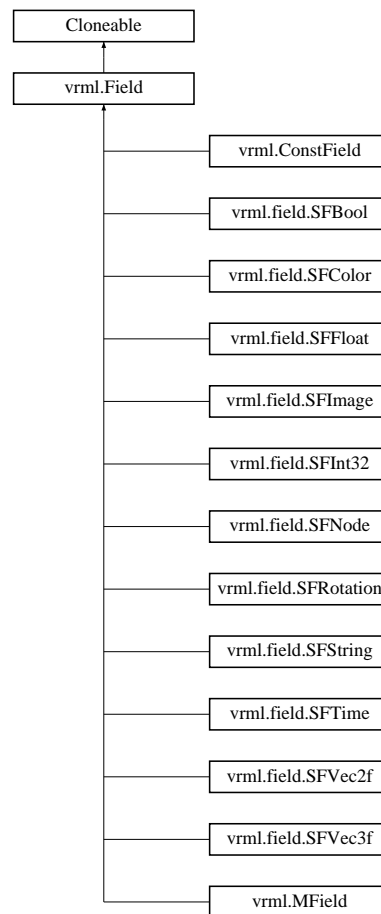 Cloneable
vrml.Field
vrml.ConstField
vrml.field.SFBool
vrml.field.SFColor
vrml.field.SFFloat
vrml.field.SFImage
vrml.field.SFInt32
vrml.field.SFNode
vrml.field.SFRotation
vrml.field.SFString
vrml.field.SFTime
vrml.field.SFVec2f
vrml.field.SFVec3f
vrml.MField